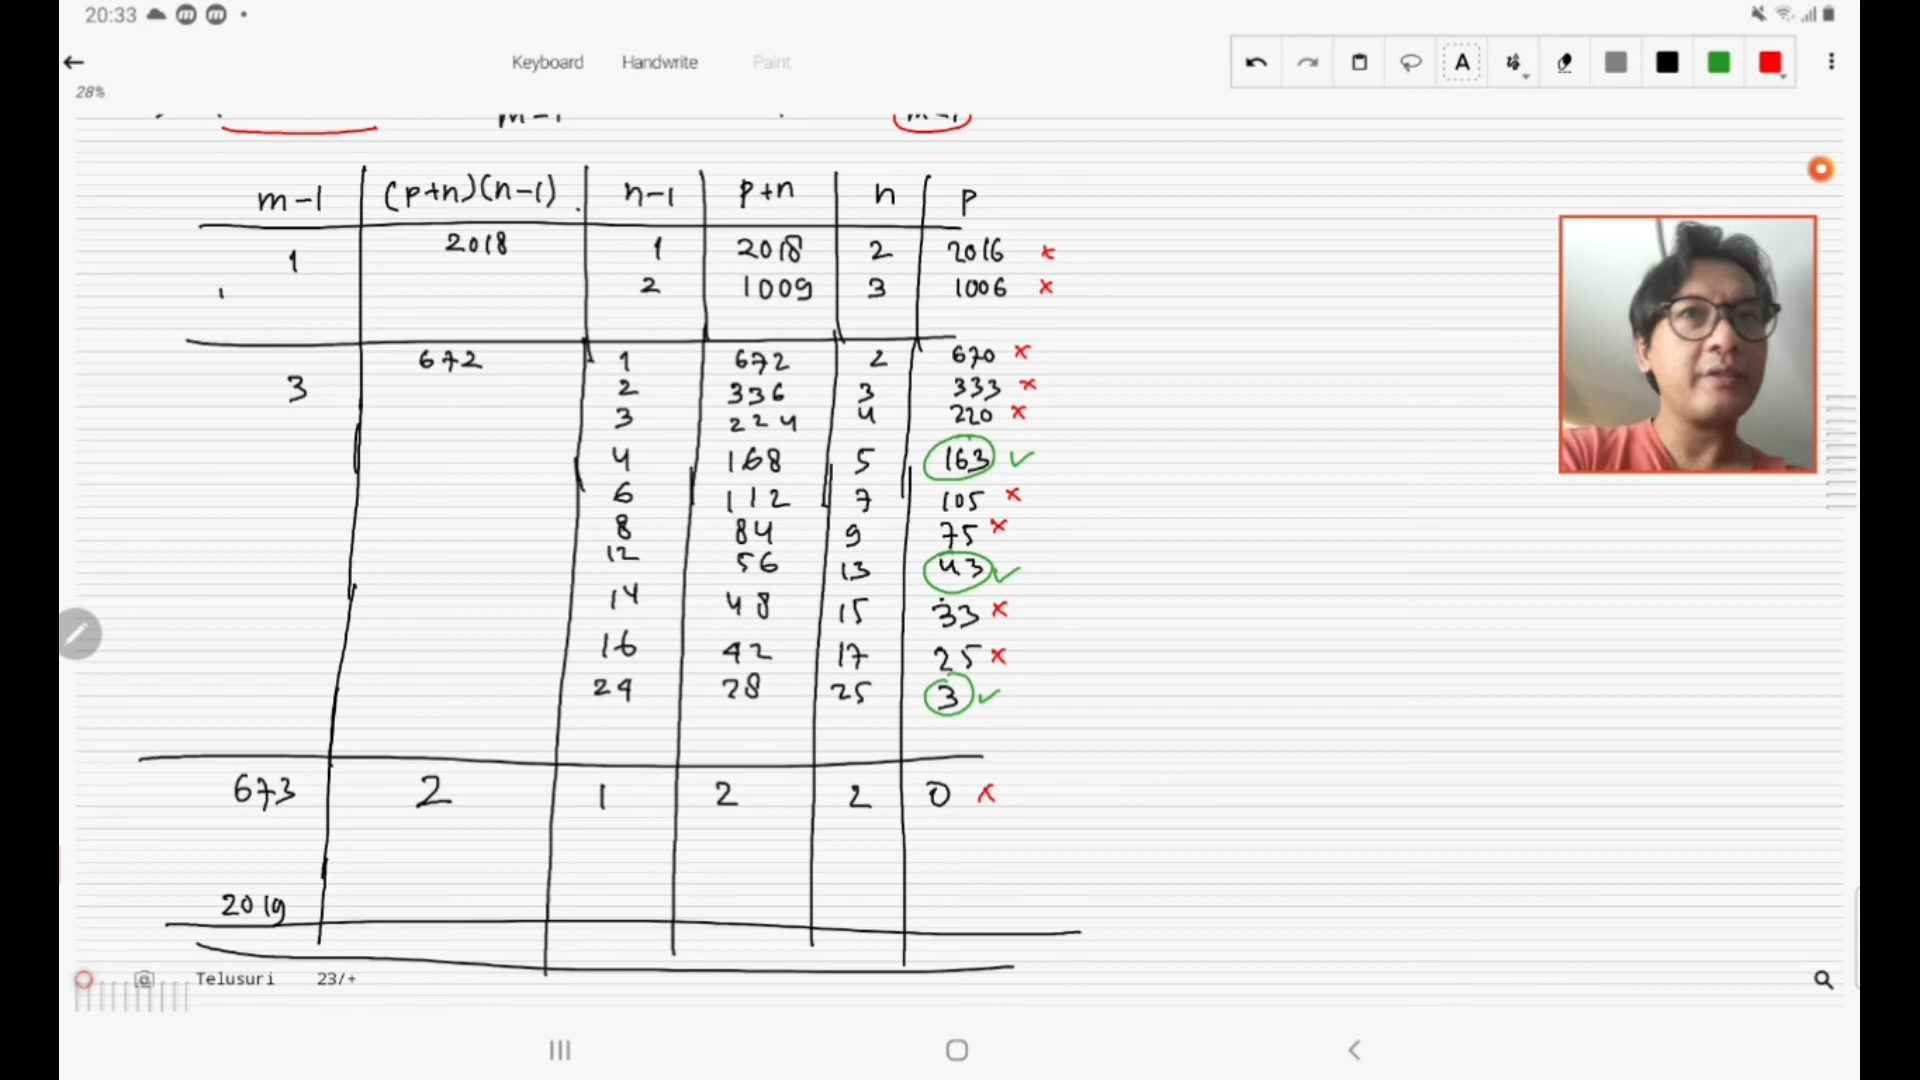 20:33
Keyboard Handwrite Paint
A
28%
m-1
m-1 (p+n)(n-1) n-1 p+n n p
1 2018 1 2018 2 2016 ×
2 1009 3 1006 ×
3 672 1 672 2 670 ×
2 336 3 333 ×
3 224 4 220 ×
4 168 5 163 ✓
6 112 7 105 ×
8 84 9 75 ×
12 56 13 43 ✓
14 48 15 33 ×
16 42 17 25 ×
24 28 25 3 ✓
673 2 1 2 2 0 ×
2019
Telusuri 23/+